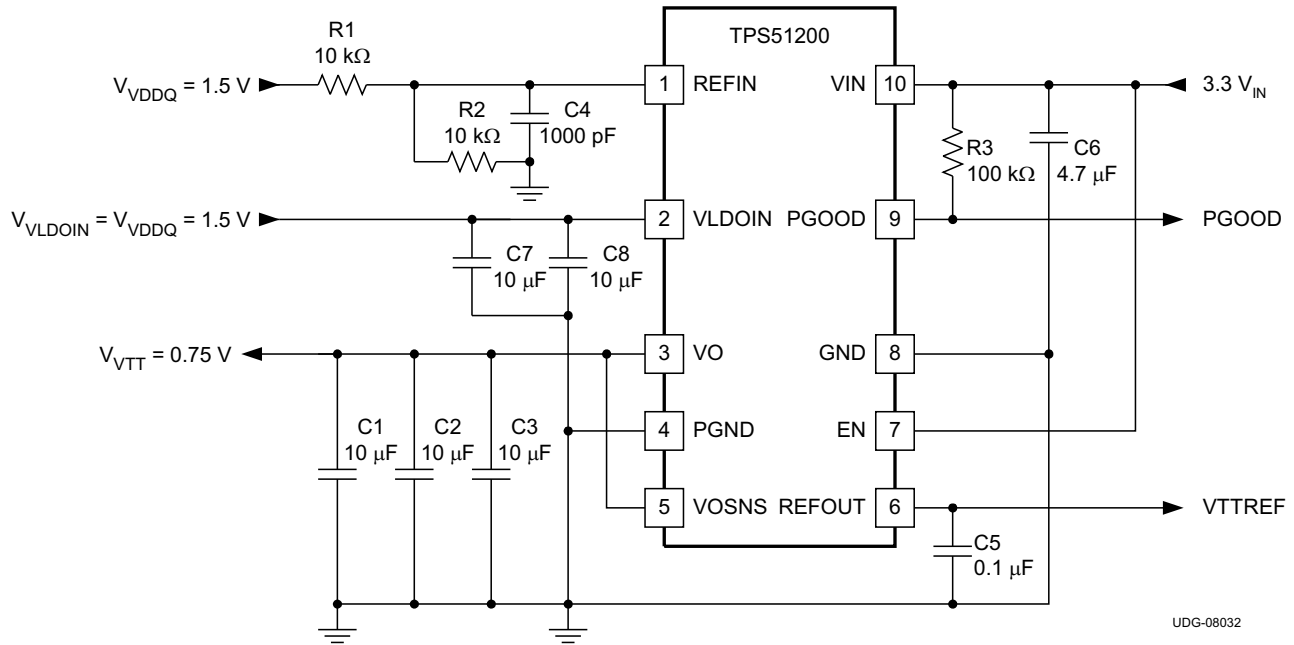 TPS51200
R1
10 kΩ
V_VDDQ = 1.5 V
1 REFIN
VIN 10
3.3 V_IN
R2
10 kΩ
C4
1000 pF
R3
100 kΩ
C6
4.7 μF
V_VLDOIN = V_VDDQ = 1.5 V
2 VLDOIN
PGOOD 9
PGOOD
C7
10 μF
C8
10 μF
V_VTT = 0.75 V
3 VO
GND 8
C1
10 μF
C2
10 μF
C3
10 μF
4 PGND
EN 7
5 VOSNS
REFOUT 6
VTTREF
C5
0.1 μF
UDG-08032